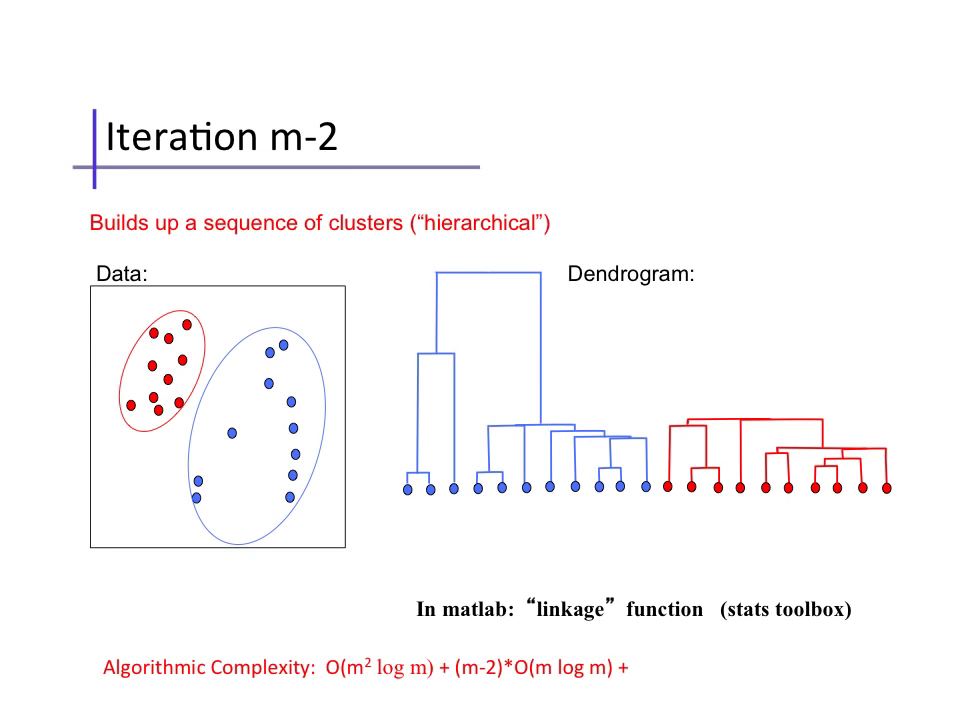 Iteration m-2
Builds up a sequence of clusters (“hierarchical”)
Data:
Dendrogram:
In matlab: “linkage” function (stats toolbox)
Algorithmic Complexity: O(m² log m) + (m-2)*O(m log m) +